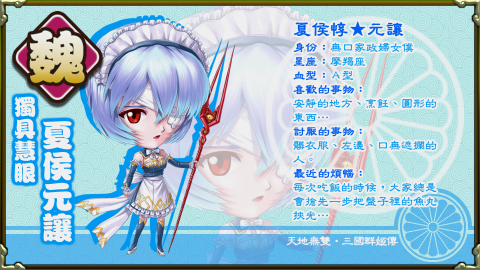 魏
獨具慧眼
夏侯元讓
夏侯惇★元讓
身份：無口家政婦女僕
星座：摩羯座
血型：A型
喜歡的事物：
安靜的地方、烹飪、圓形的
東西…
討厭的事物：
髒衣服、左邊、口無遮攔的
人。
最近的煩惱：
每次吃飯的時候，大家總是
會搶先一步把盤子裡的魚丸
挾光…
天地無雙・三國群姬傳